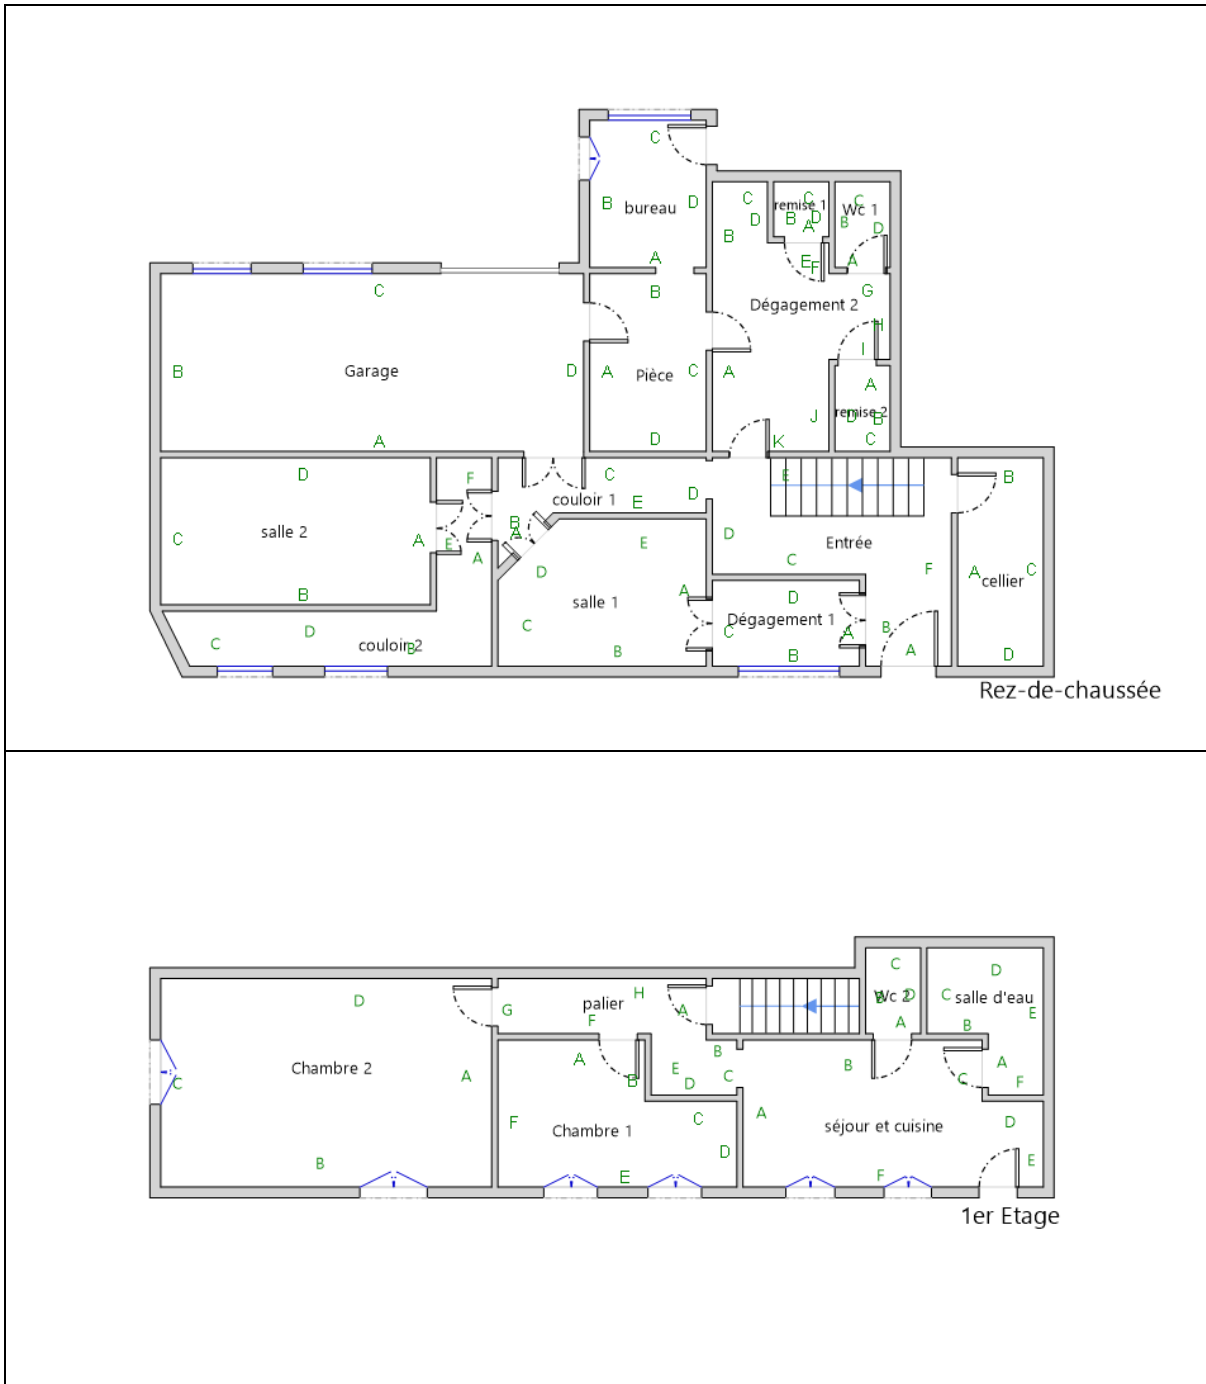 C
bureau
B
D
A
C
remise 1
B
D
A
C
Wc 1
B
D
A
C
D
B
E
F
Dégagement 2
G
H
I
A
J
K
C
B
Garage
D
A
B
A
Pièce
C
D
A
remise 2
D
B
C
D
C
salle 2
A
B
F
E
A
C
couloir 1
B
E
D
A
E
D
A
salle 1
C
B
E
D
Entrée
C
F
B
A
B
A
C
cellier
D
D
Dégagement 1
C
A
B
D
C
couloir 2
B
Rez-de-chaussée
D
Chambre 2
C
A
B
G
palier
H
A
F
B
E
D
C
A
B
F
Chambre 1
C
D
E
C
Wc 2
B
D
A
D
C
salle d'eau
E
B
A
F
B
C
A
séjour et cuisine
D
E
F
1er Etage